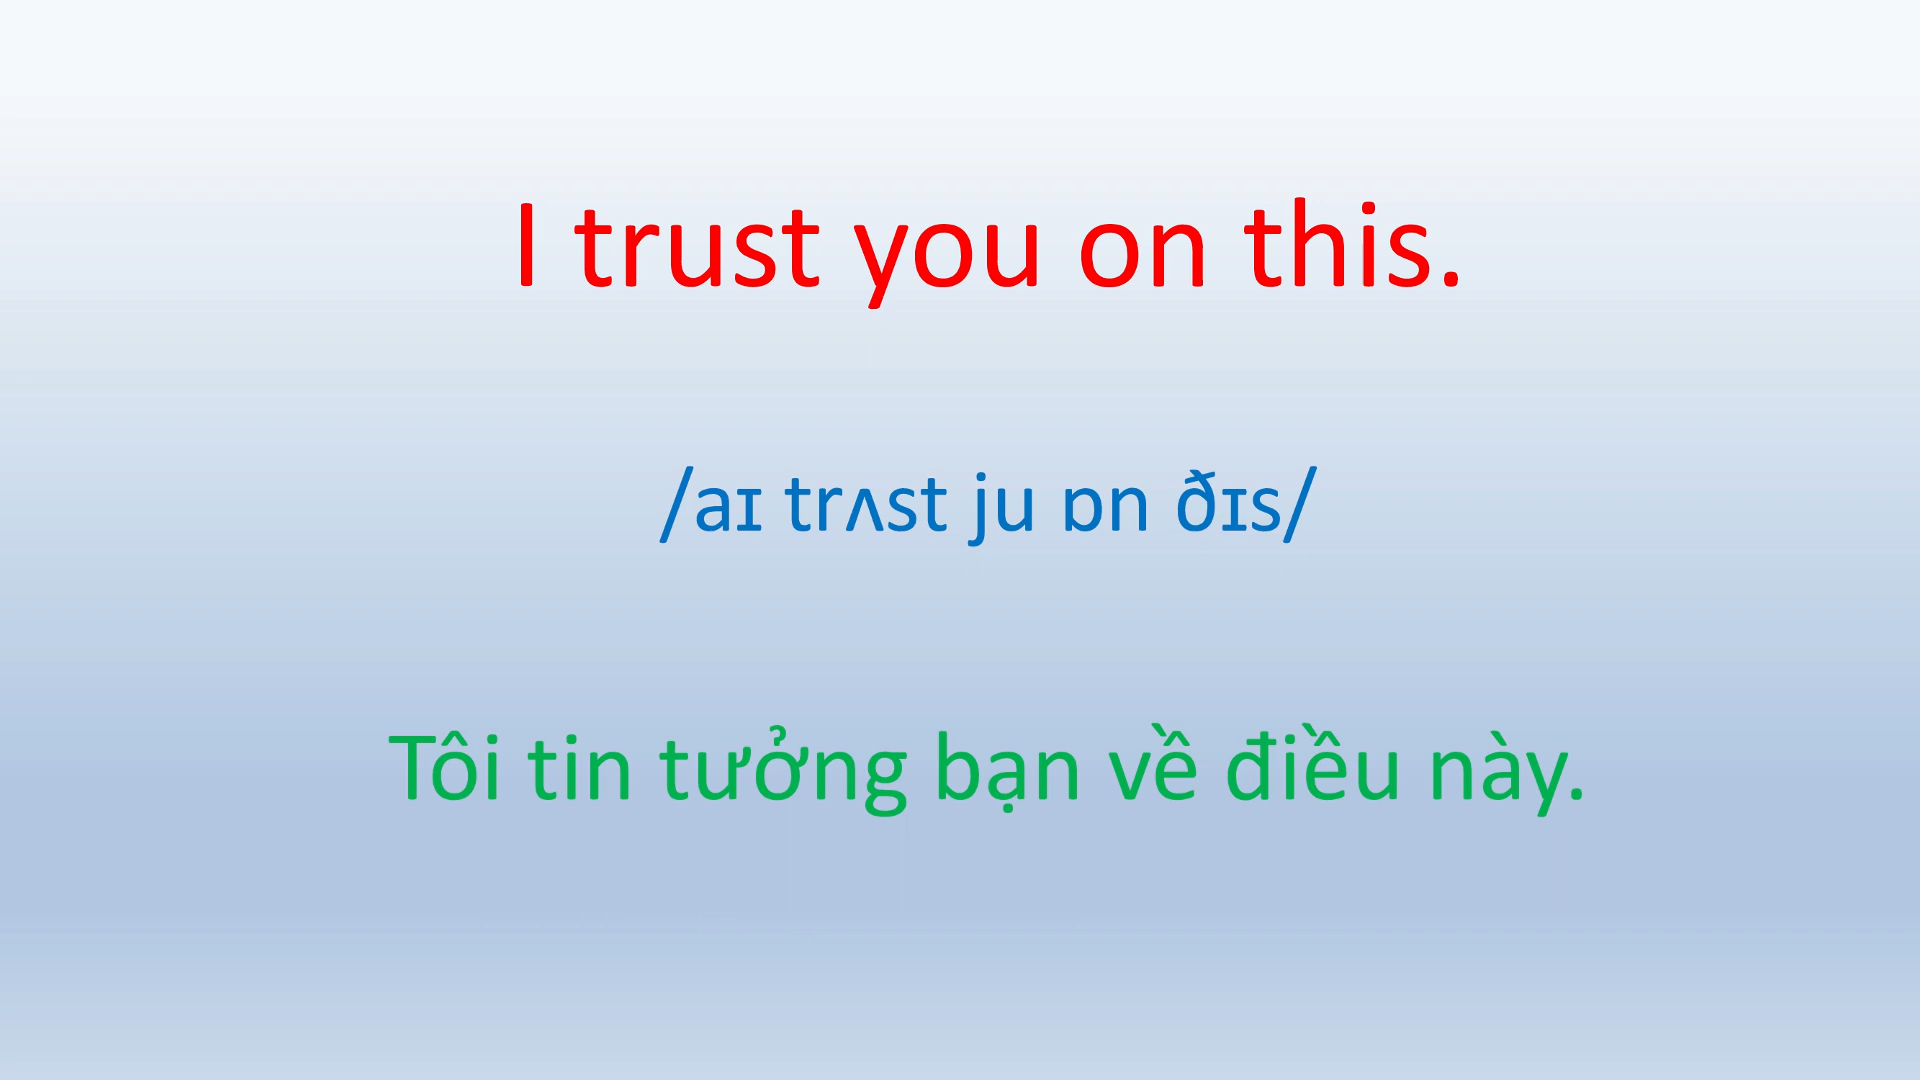 I trust you on this.
/aɪ trʌst ju ɒn ðɪs/
Tôi tin tưởng bạn về điều này.